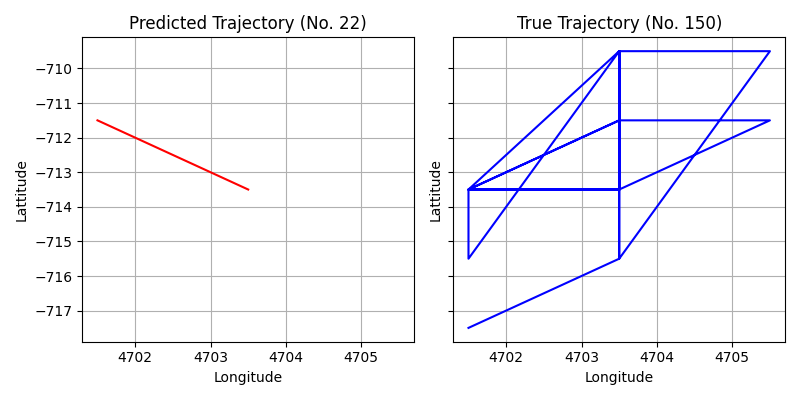 Predicted Trajectory (No. 22)
True Trajectory (No. 150)
−710
−711
−712
−713
−714
−715
−716
−717
Lattitude
Lattitude
4702 4703 4704 4705
4702 4703 4704 4705
Longitude
Longitude